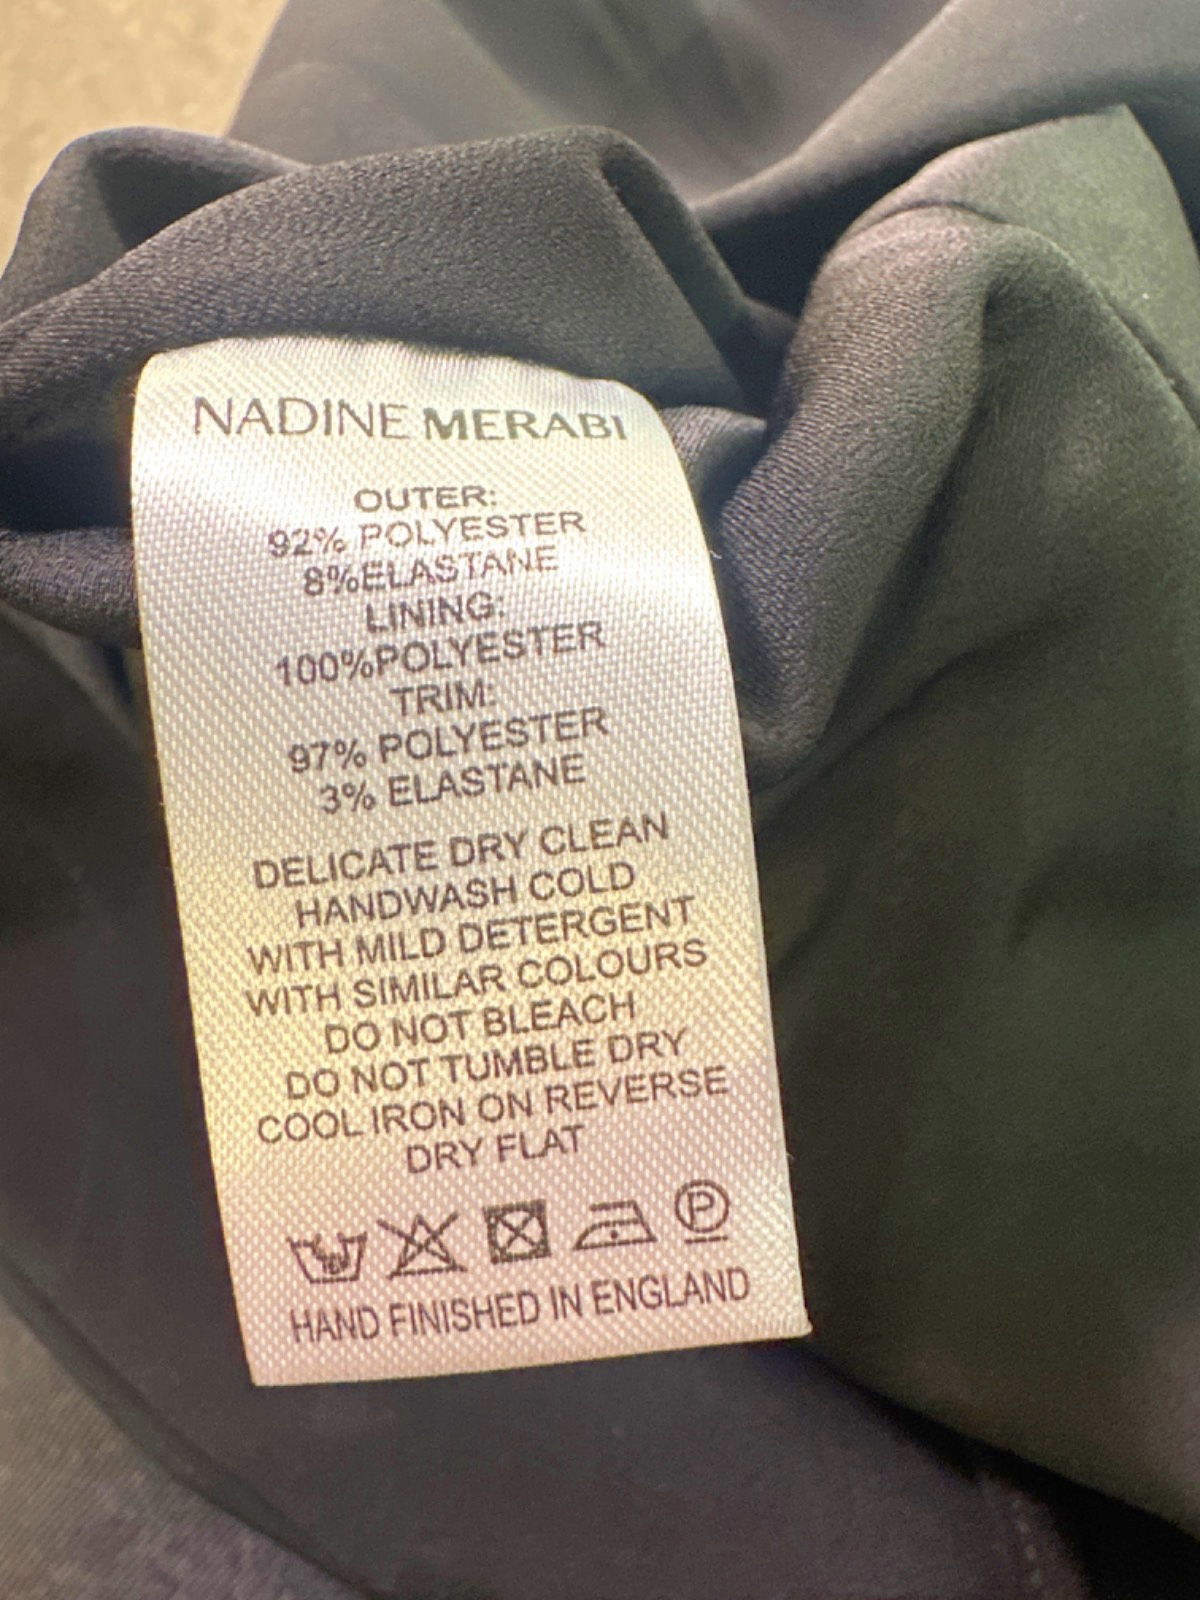 NADINE MERABI
OUTER:
92% POLYESTER
8%ELASTANE
LINING:
100%POLYESTER
TRIM:
97% POLYESTER
3% ELASTANE
DELICATE DRY CLEAN
HANDWASH COLD
WITH MILD DETERGENT
WITH SIMILAR COLOURS
DO NOT BLEACH
DO NOT TUMBLE DRY
COOL IRON ON REVERSE
DRY FLAT
P
HAND FINISHED IN ENGLAND